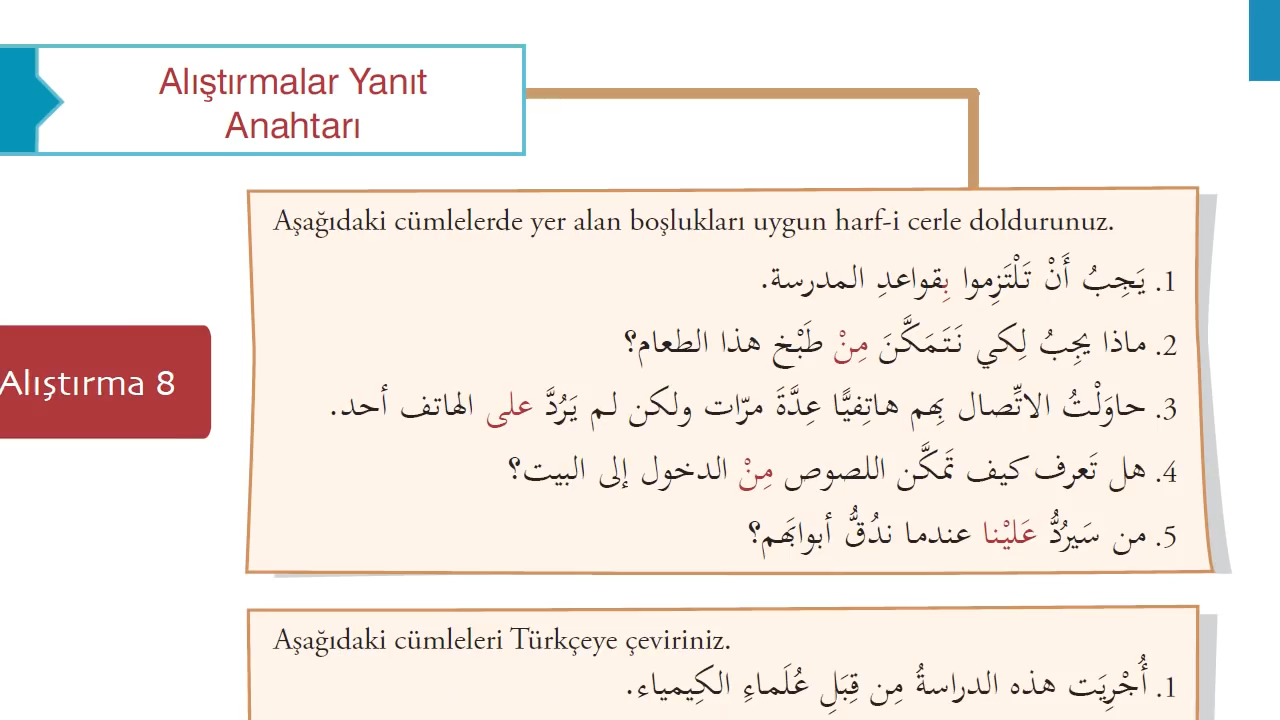 Alıştırmalar Yanıt
Anahtarı
Aşağıdaki cümlelerde yer alan boşlukları uygun harf-i cerle doldurunuz.
1. يَجِبُ أَنْ تَلْتَزِموا بِقواعدِ المدرسة.
2. ماذا يجِبُ لِكي نَتَمَكَّنَ مِنْ طَبْخ هذا الطعام؟
3. حاوَلْتُ الاتِّصال بِهم هاتِفيًّا عِدَّةَ مرّات ولكن لم يَرُدَّ على الهاتف أحد.
Alıştırma 8
4. هل تَعرف كيف تَمكَّن اللصوص مِنْ الدخول إلى البيت؟
5. من سَيرُدُّ عَليْنا عندما ندُقُّ أبوابَهم؟
Aşağıdaki cümleleri Türkçeye çeviriniz.
1. أُجْرِيَت هذه الدراسةُ مِن قِبَلِ عُلَماءِ الكِيمياء.